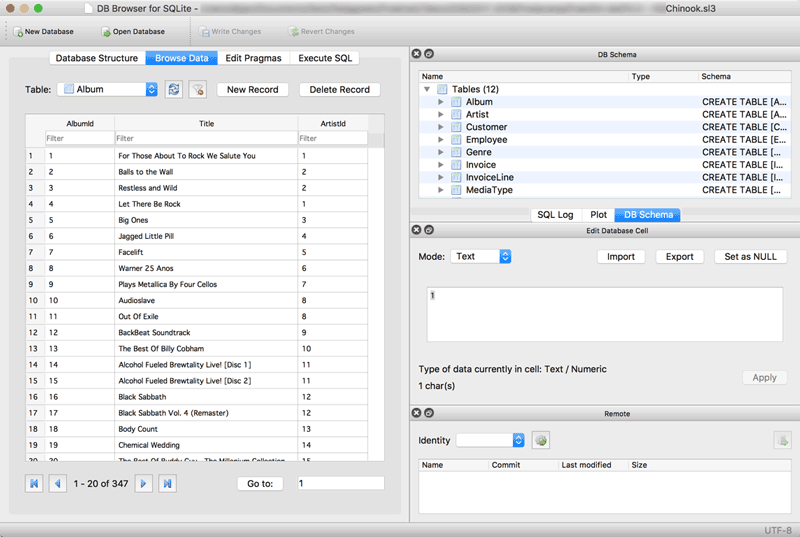 DB Browser for SQLite - Chinook.sl3
New Database Open Database Write Changes Revert Changes
Database Structure Browse Data Edit Pragmas Execute SQL
Table: Album New Record Delete Record
AlbumId Title ArtistId
Filter Filter Filter
1 1 For Those About To Rock We Salute You 1
2 2 Balls to the Wall 2
3 3 Restless and Wild 2
4 4 Let There Be Rock 1
5 5 Big Ones 3
6 6 Jagged Little Pill 4
7 7 Facelift 5
8 8 Warner 25 Anos 6
9 9 Plays Metallica By Four Cellos 7
10 10 Audioslave 8
11 11 Out Of Exile 8
12 12 BackBeat Soundtrack 9
13 13 The Best Of Billy Cobham 10
14 14 Alcohol Fueled Brewtality Live! [Disc 1] 11
15 15 Alcohol Fueled Brewtality Live! [Disc 2] 11
16 16 Black Sabbath 12
17 17 Black Sabbath Vol. 4 (Remaster) 12
18 18 Body Count 13
19 19 Chemical Wedding 14
20 20 The Best Of Buddy Guy - The Millenium Collection 15
1 - 20 of 347 Go to: 1
DB Schema
Name Type Schema
Tables (12)
Album CREATE TABLE [A...
Artist CREATE TABLE [A...
Customer CREATE TABLE [C...
Employee CREATE TABLE [E...
Genre CREATE TABLE [G...
Invoice CREATE TABLE [I...
InvoiceLine CREATE TABLE [I...
MediaType CREATE TABLE [M...
SQL Log Plot DB Schema
Edit Database Cell
Mode: Text Import Export Set as NULL
1
Type of data currently in cell: Text / Numeric
1 char(s)
Apply
Remote
Identity
Name Commit Last modified Size
UTF-8